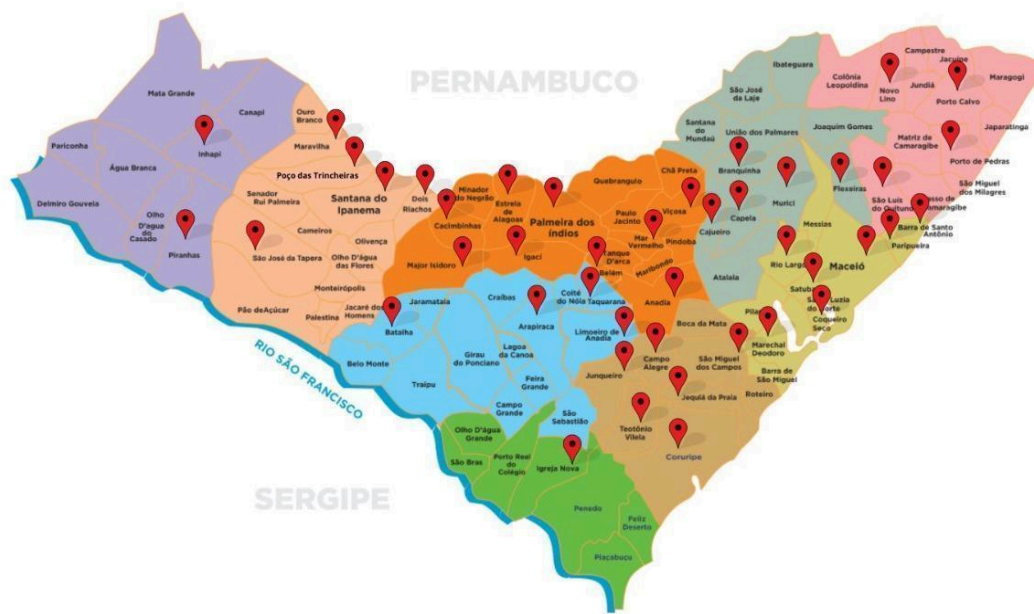 PERNAMBUCO
SERGIPE
RIO SÃO FRANCISCO
Mata Grande
Canapi
Pariconha
Inhapi
Água Branca
Delmiro Gouveia
Olho
D'agua do
Casado
Piranhas
Ouro
Branco
Maravilha
Poço das Trincheiras
Senador
Rui Palmeira
Santana do
Ipanema
Dois
Riachos
Carneiros
Olivença
São José da Tapera
Olho D'água
das Flores
Monteirópolis
Pão deAçúcar
Palestina
Jacaré dos
Homens
Minador
do Negrão
Cacimbinhas
Estrela
de
Alagoas
Palmeira dos
índios
Major Isidoro
Igaci
Quebrangulo
Chã Preta
Paulo
Jacinto
Viçosa
Mar
Vermelho
Pindoba
Tanque
D'arca
Belém
Maribondo
Anadia
Jaramataia
Batalha
Belo Monte
Craíbas
Arapiraca
Coité
do Nóia
Taquarana
Limoeiro de
Anadia
Girau
do Ponciano
Lagoa
da Canoa
Feira
Grande
Traipu
Campo
Grande
São
Sebastião
Olho D'água
Grande
São Bras
Porto Real
do
Colégio
Igreja Nova
Penedo
Feliz
Deserto
Piaçabuçu
Ibateguara
São José
da Laje
Santana
do
Mundaú
União dos Palmares
Joaquim Gomes
Branquinha
Murici
Capela
Cajueiro
Atalaia
Campestre
Jacuípe
Colônia
Leopoldina
Novo
Lino
Jundiá
Maragogi
Porto Calvo
Japaratinga
Matriz de
Camaragibe
Porto de Pedras
São Miguel
dos Milagres
São Luís
do Quitunde
Barra de Santo
Antônio
Paripueira
Flexeiras
Messias
Rio Largo
Maceió
Coqueiro
Seco
Marechal
Deodoro
Barra de
São Miguel
Boca da Mata
Campo
Alegre
São Miguel
dos Campos
Junqueiro
Roteiro
Jequiá da Praia
Teotônio
Vilela
Coruripe